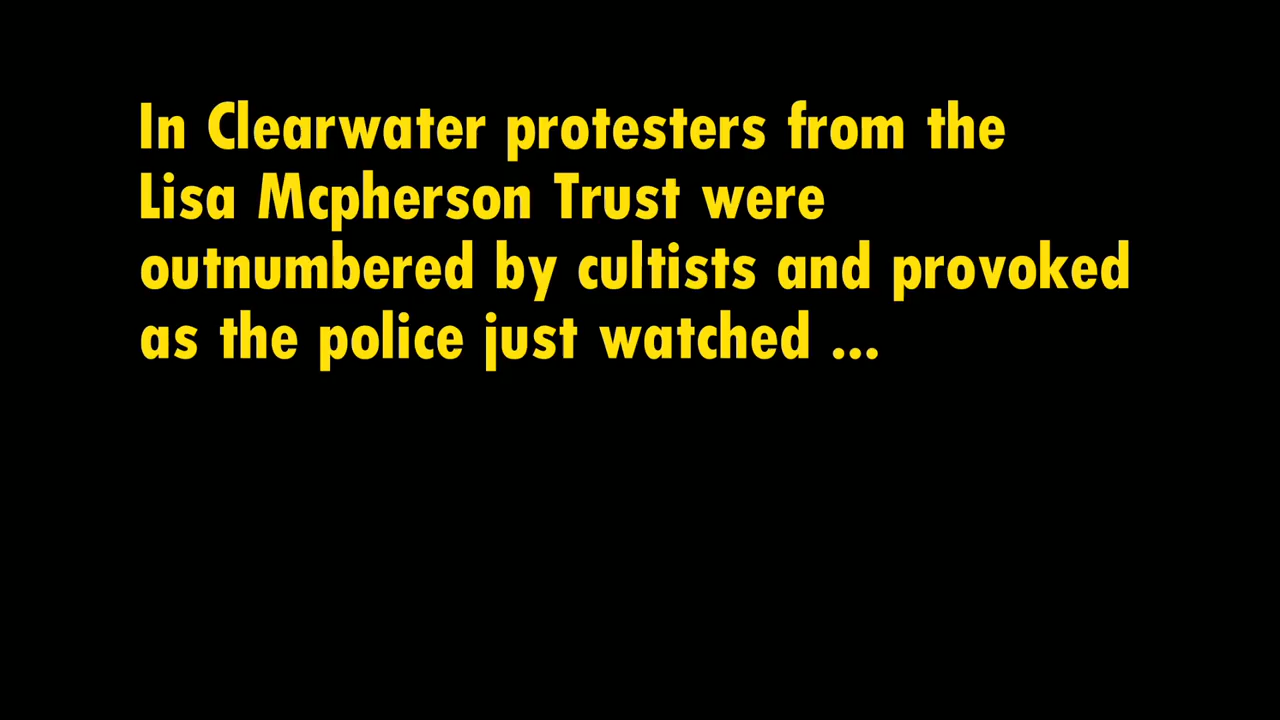 In Clearwater protesters from the
Lisa Mcpherson Trust were
outnumbered by cultists and provoked
as the police just watched ...